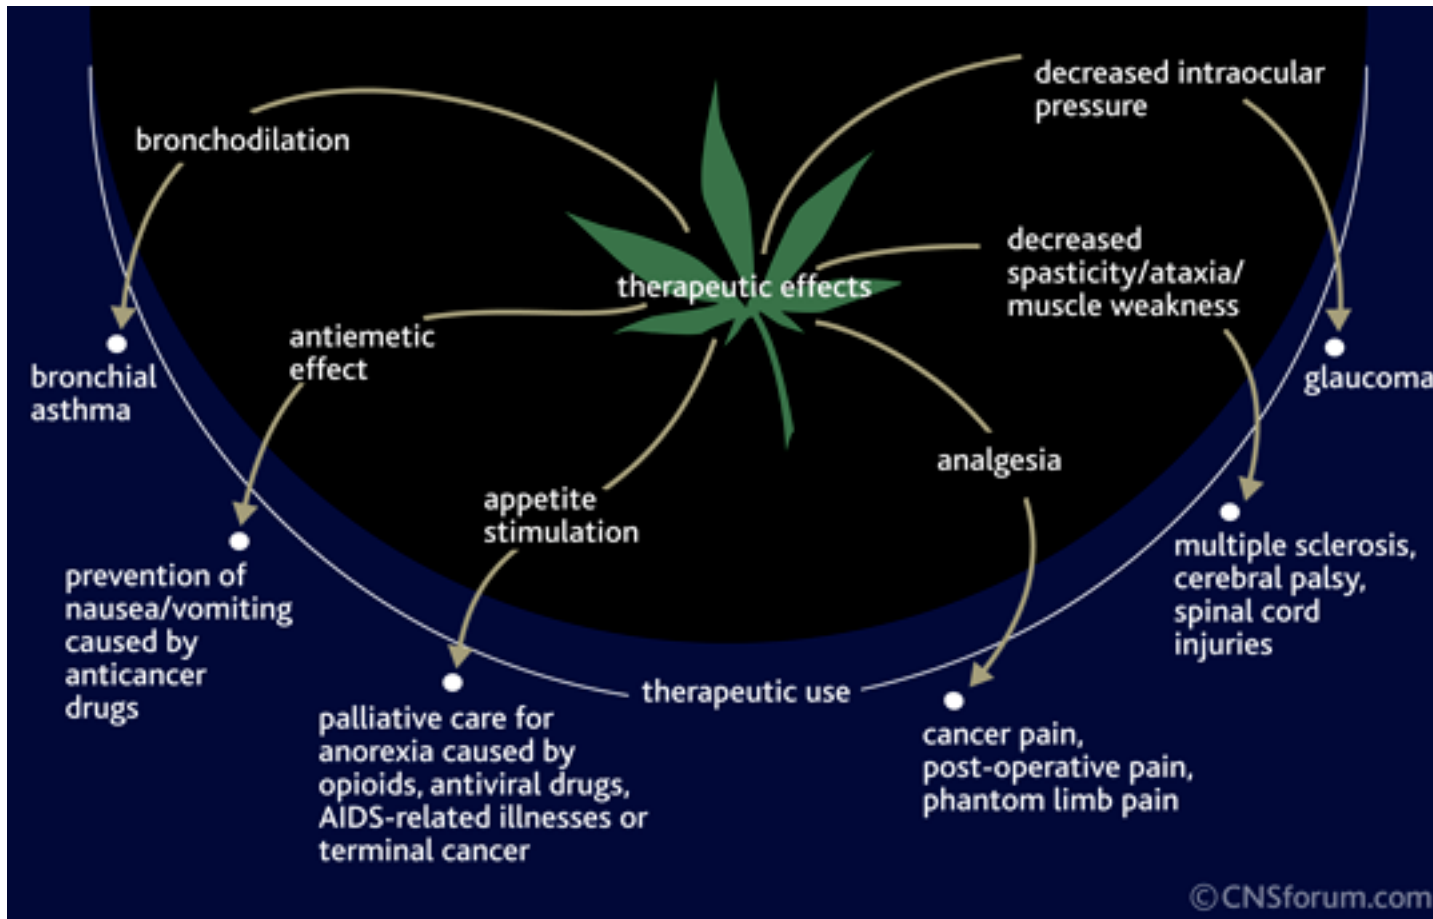 decreased intraocular
pressure
bronchodilation
decreased
spasticity/ataxia/
muscle weakness
therapeutic effects
antiemetic
effect
bronchial
asthma
glaucoma
analgesia
appetite
stimulation
multiple sclerosis,
cerebral palsy,
spinal cord
injuries
prevention of
nausea/vomiting
caused by
anticancer
drugs
therapeutic use
palliative care for
anorexia caused by
opioids, antiviral drugs,
AIDS-related illnesses or
terminal cancer
cancer pain,
post-operative pain,
phantom limb pain
©CNSforum.com